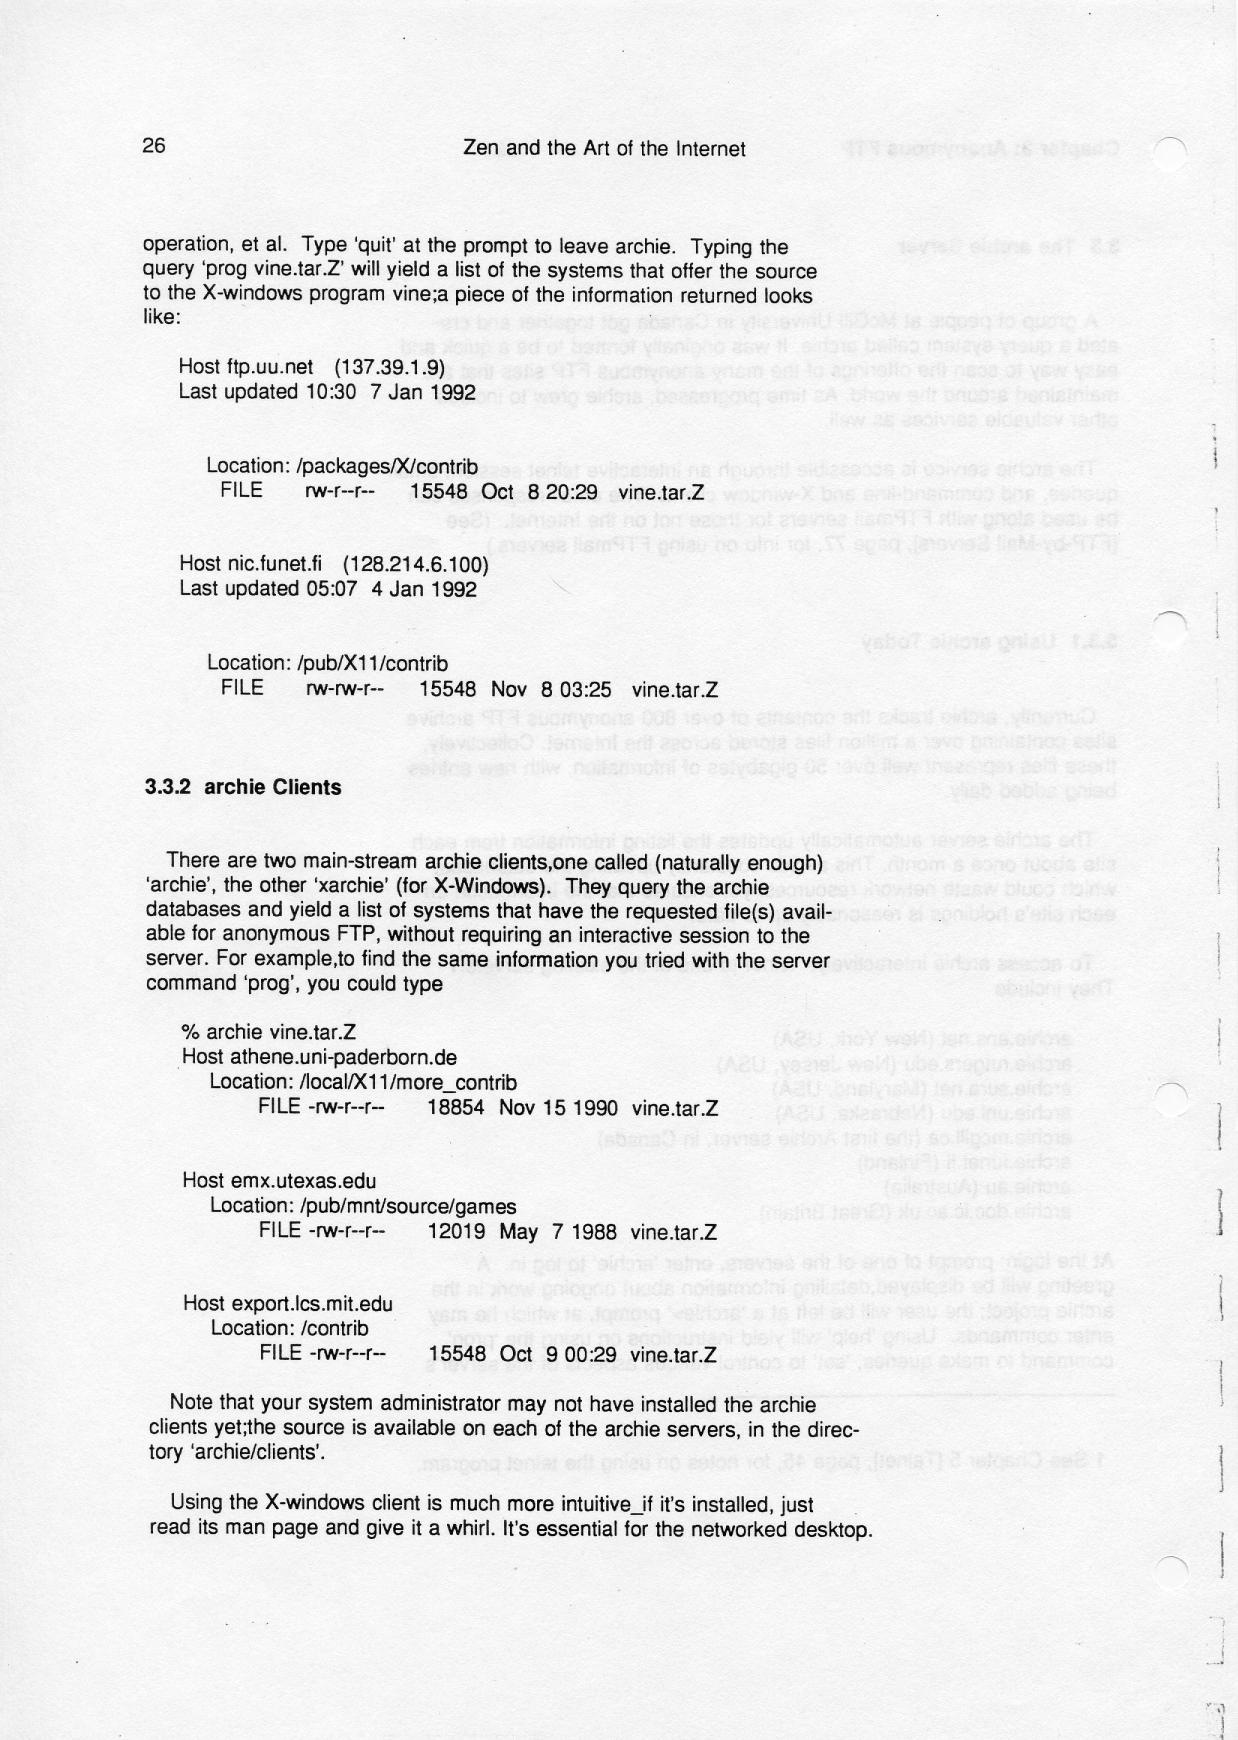 26 Zen and the Art of the Internet
operation, et al. Type 'quit' at the prompt to leave archie. Typing the
query 'prog vine.tar.Z' will yield a list of the systems that offer the source
to the X-windows program vine;a piece of the information returned looks
like:
Host ftp.uu.net (137.39.1.9)
Last updated 10:30 7 Jan 1992
Location: /packages/X/contrib
FILE rw-r--r-- 15548 Oct 8 20:29 vine.tar.Z
Host nic.funet.fi (128.214.6.100)
Last updated 05:07 4 Jan 1992
Location: /pub/X11/contrib
FILE rw-rw-r-- 15548 Nov 8 03:25 vine.tar.Z
3.3.2 archie Clients
There are two main-stream archie clients,one called (naturally enough)
'archie', the other 'xarchie' (for X-Windows). They query the archie
databases and yield a list of systems that have the requested file(s) avail-
able for anonymous FTP, without requiring an interactive session to the
server. For example,to find the same information you tried with the server
command 'prog', you could type
% archie vine.tar.Z
Host athene.uni-paderborn.de
Location: /local/X11/more_contrib
FILE -rw-r--r-- 18854 Nov 15 1990 vine.tar.Z
Host emx.utexas.edu
Location: /pub/mnt/source/games
FILE -rw-r--r-- 12019 May 7 1988 vine.tar.Z
Host export.lcs.mit.edu
Location: /contrib
FILE -rw-r--r-- 15548 Oct 9 00:29 vine.tar.Z
Note that your system administrator may not have installed the archie
clients yet;the source is available on each of the archie servers, in the direc-
tory 'archie/clients'.
Using the X-windows client is much more intuitive_if it's installed, just
read its man page and give it a whirl. It's essential for the networked desktop.